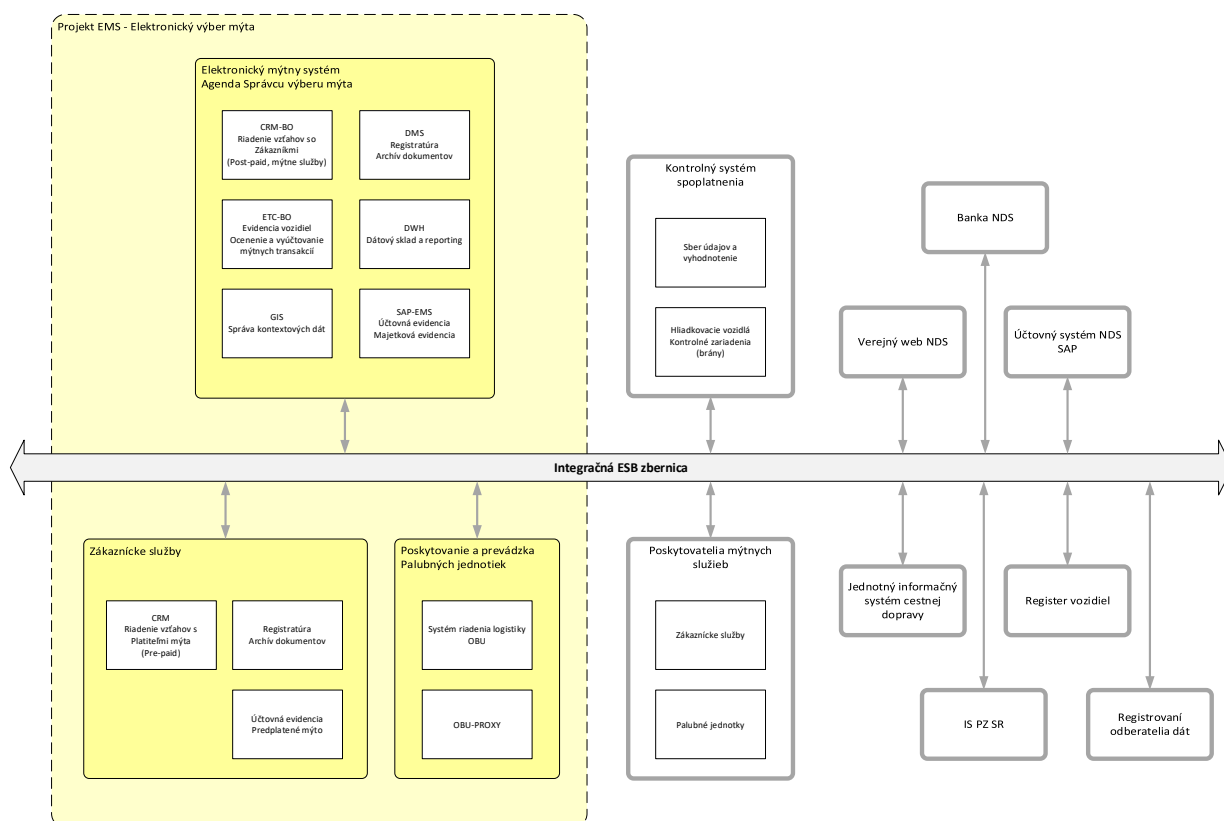 Projekt EMS - Elektronický výber mýta
Elektronický mýtny systém
Agenda Správcu výberu mýta
CRM-BO
Riadenie vzťahov so
Zákazníkmi
(Post-paid, mýtne služby)
DMS
Registratúra
Archív dokumentov
ETC-BO
Evidencia vozidiel
Ocenenie a vyúčtovanie
mýtnych transakcií
DWH
Dátový sklad a reporting
GIS
Správa kontextových dát
SAP-EMS
Účtovná evidencia
Majetková evidencia
Kontrolný systém
spoplatnenia
Sber údajov a
vyhodnotenie
Hliadkovacie vozidlá
Kontrolné zariadenia
(brány)
Banka NDS
Verejný web NDS
Účtovný systém NDS
SAP
Integračná ESB zbernica
Zákaznícke služby
CRM
Riadenie vzťahov s
Platiteľmi mýta
(Pre-paid)
Registratúra
Archív dokumentov
Účtovná evidencia
Predplatené mýto
Poskytovanie a prevádzka
Palubných jednotiek
Systém riadenia logistiky
OBU
OBU-PROXY
Poskytovatelia mýtnych
služieb
Zákaznícke služby
Palubné jednotky
Jednotný informačný
systém cestnej
dopravy
Register vozidiel
IS PZ SR
Registrovaní
odberatelia dát